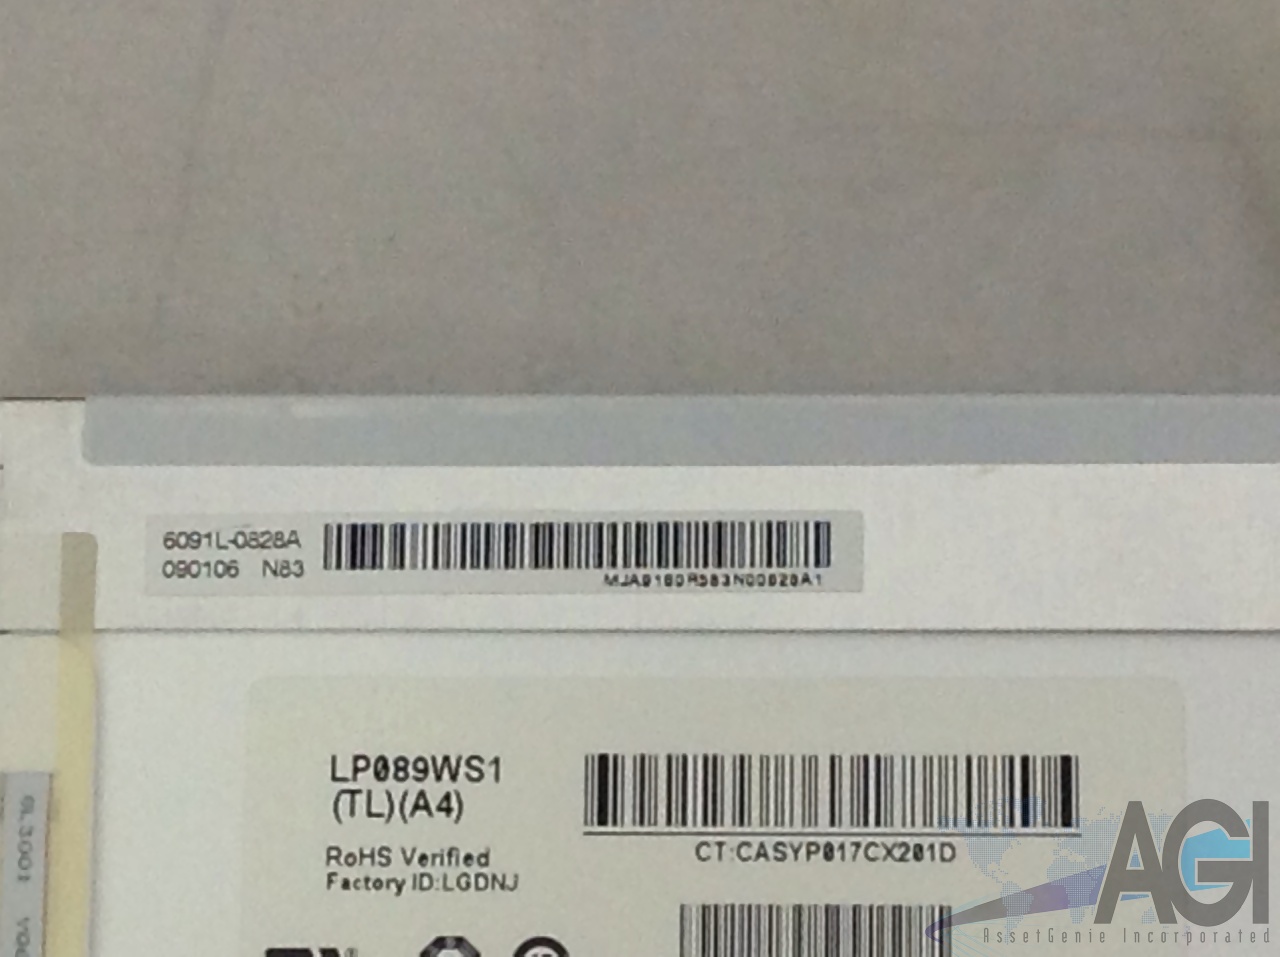 6091L-0828A
090106 N83
MJA9160R583N00828A1
LP089WS1
(TL)(A4)
RoHS Verified
Factory ID:LGDNJ
CT:CASYP017CX201D
AGI
AssetGenie Incorporated